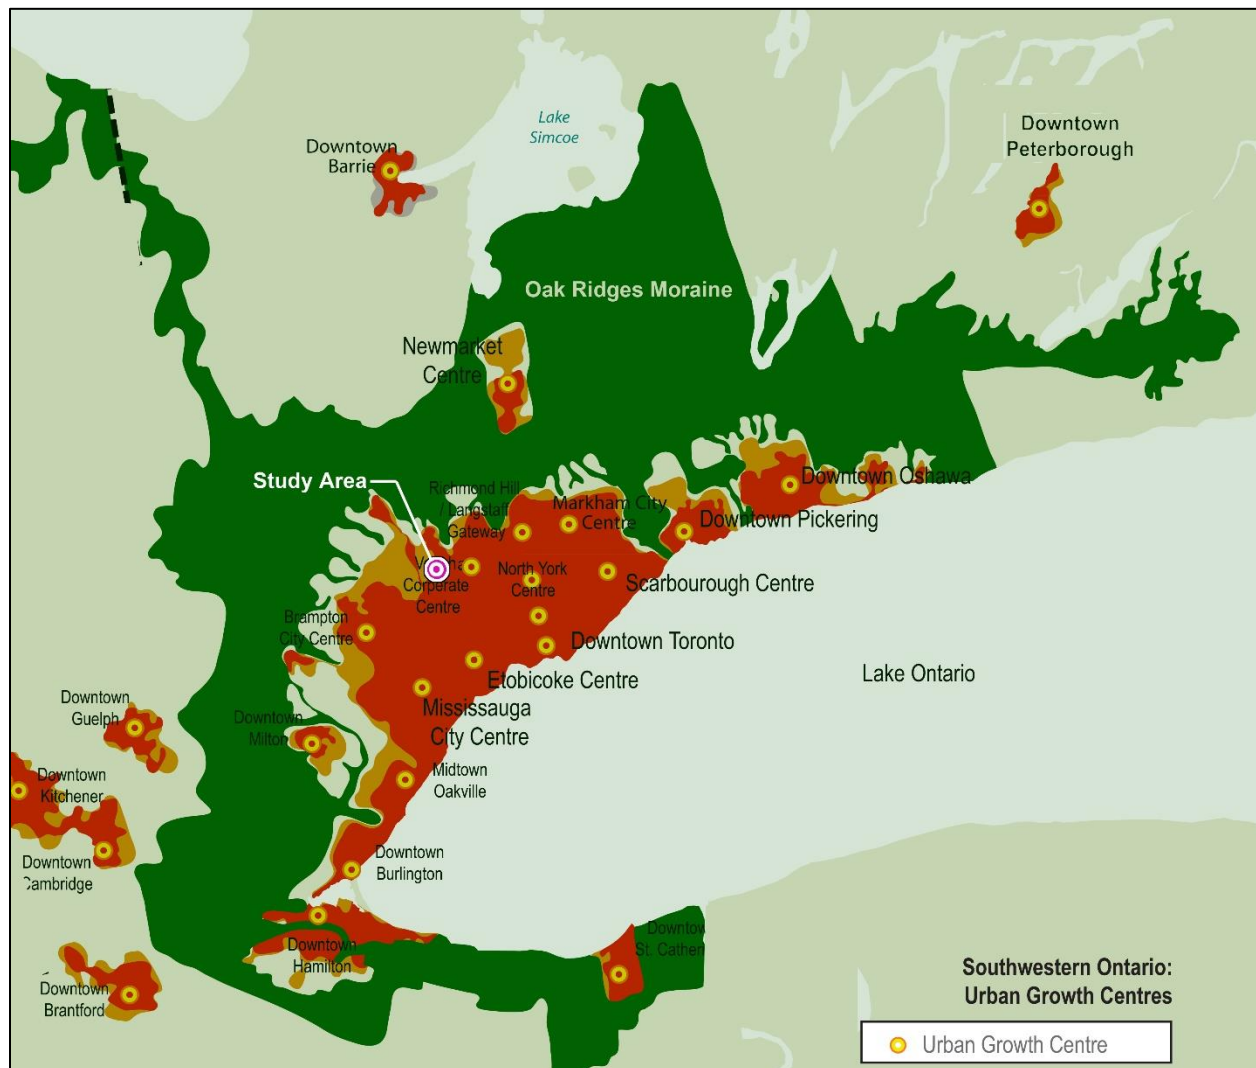 Lake
Simcoe
Downtown
Barrie
Downtown
Peterborough
Oak Ridges Moraine
Newmarket
Centre
Study Area
Richmond Hill
/ Langstaff
Gateway
Markham City
Centre
Downtown Oshawa
Downtown Pickering
Corperate
Centre
North York
Centre
Scarbourough Centre
Brampton
City Centre
Downtown Toronto
Etobicoke Centre
Lake Ontario
Mississauga
City Centre
Downtown
Guelph
Downtown
Milton
Midtown
Oakville
Downtown
Kitchener
Downtown
Cambridge
Downtown
Burlington
Downtown
Hamilton
Downtow
St. Cather
Downtown
Brantford
Southwestern Ontario:
Urban Growth Centres
Urban Growth Centre